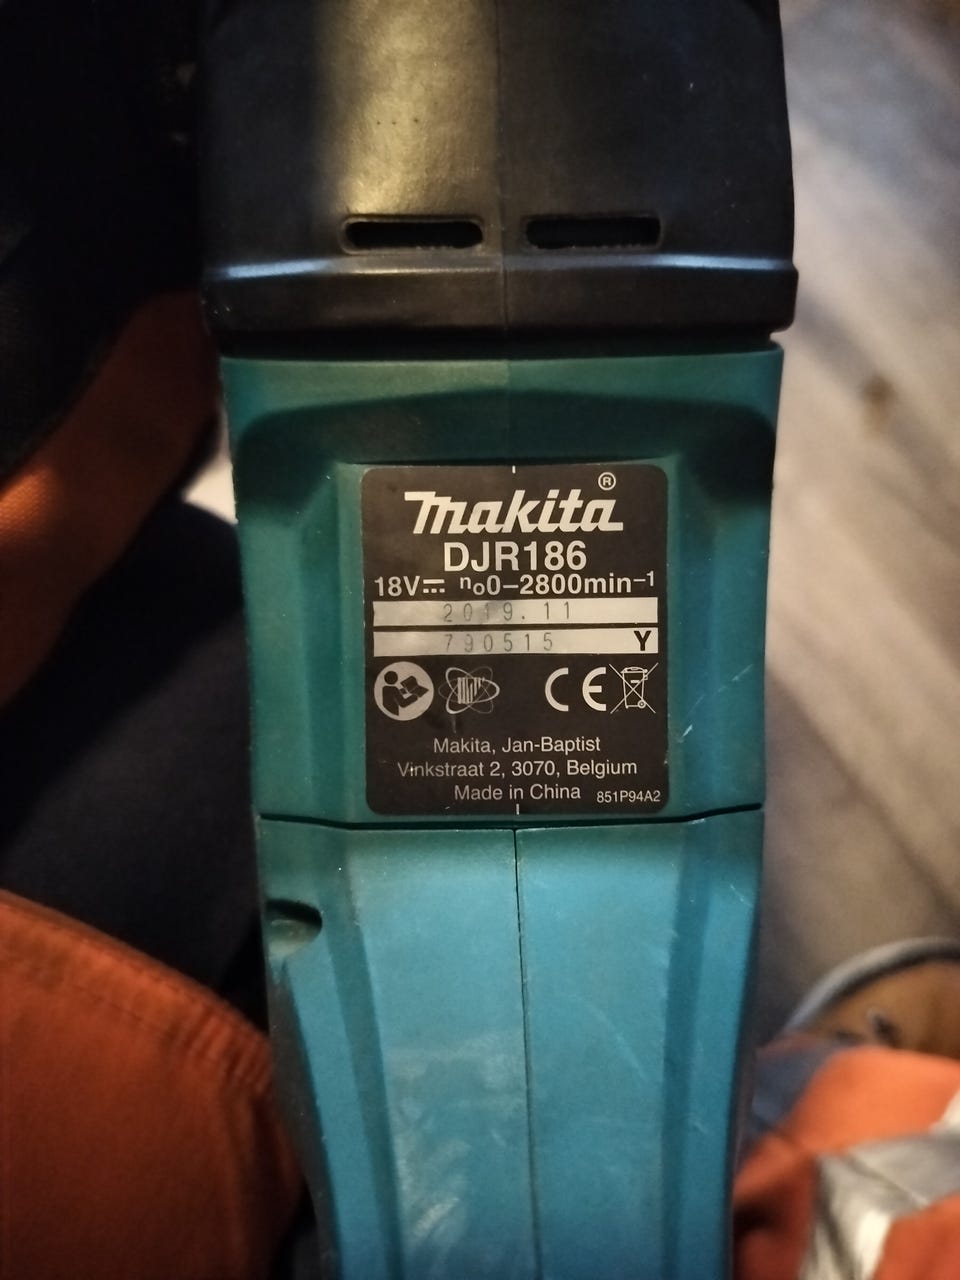 makita®
DJR186
18V⎓ n₀0–2800min⁻¹
2019.11
790515 Y
CE
Makita, Jan-Baptist
Vinkstraat 2, 3070, Belgium
Made in China 851P94A2